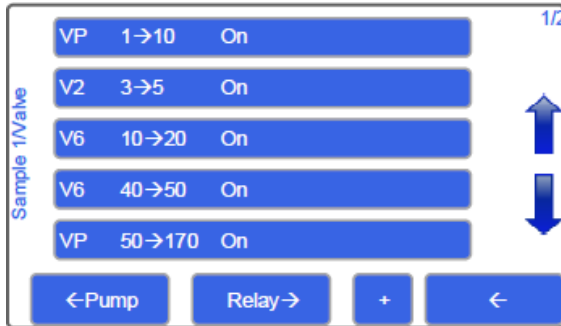 1/2
Sample 1/Valve
VP 1→10 On
V2 3→5 On
V6 10→20 On
V6 40→50 On
VP 50→170 On
←Pump Relay→ + ←